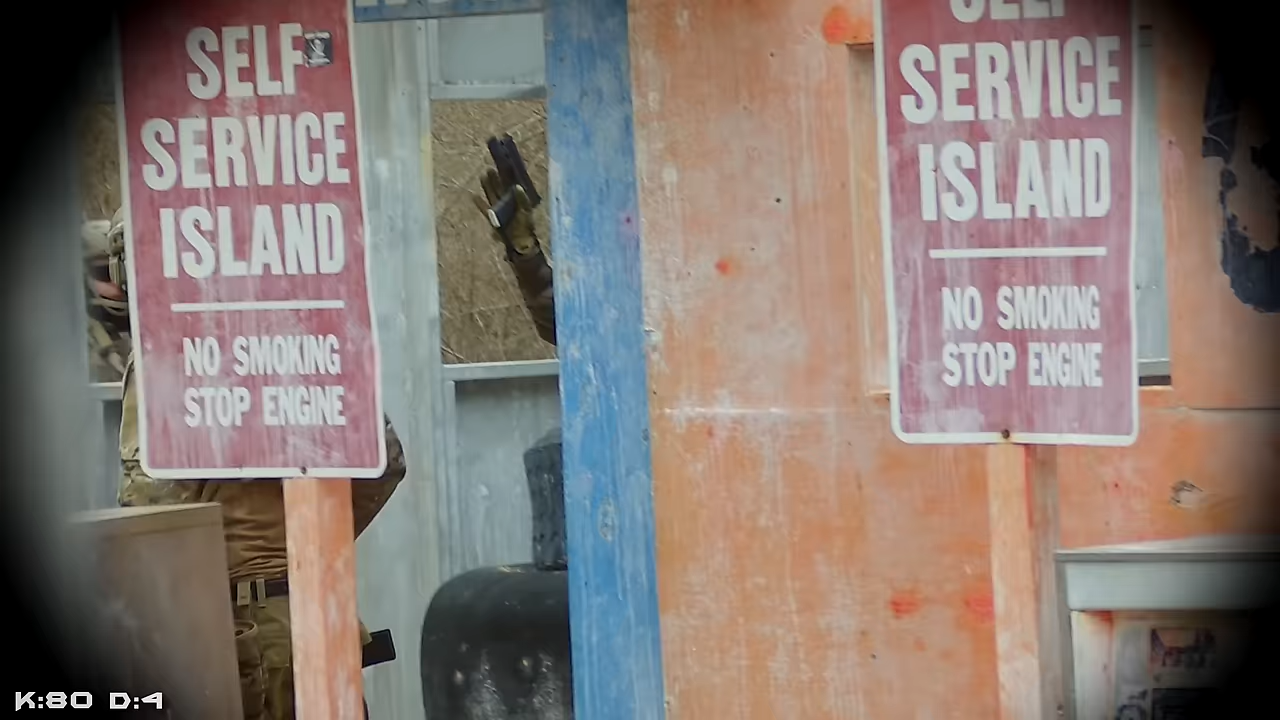 SELF
SERVICE
ISLAND
NO SMOKING
STOP ENGINE
SELF
SERVICE
ISLAND
NO SMOKING
STOP ENGINE
K:80 D:4